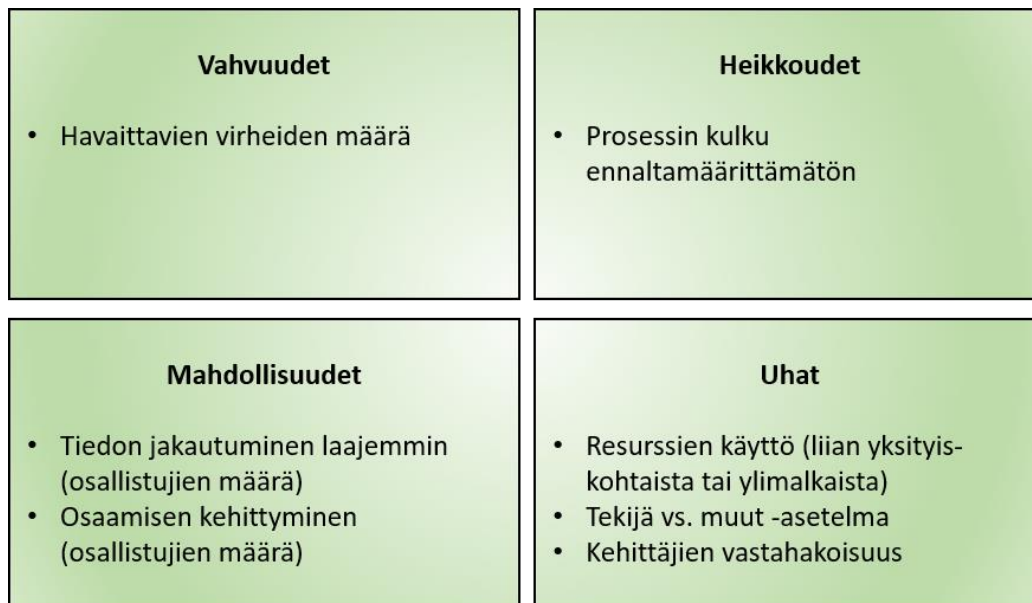 Vahvuudet
• Havaittavien virheiden määrä
Heikkoudet
• Prosessin kulku
ennaltamäärittämätön
Mahdollisuudet
• Tiedon jakautuminen laajemmin
(osallistujien määrä)
• Osaamisen kehittyminen
(osallistujien määrä)
Uhat
• Resurssien käyttö (liian yksityis-
kohtaista tai ylimalkaista)
• Tekijä vs. muut -asetelma
• Kehittäjien vastahakoisuus